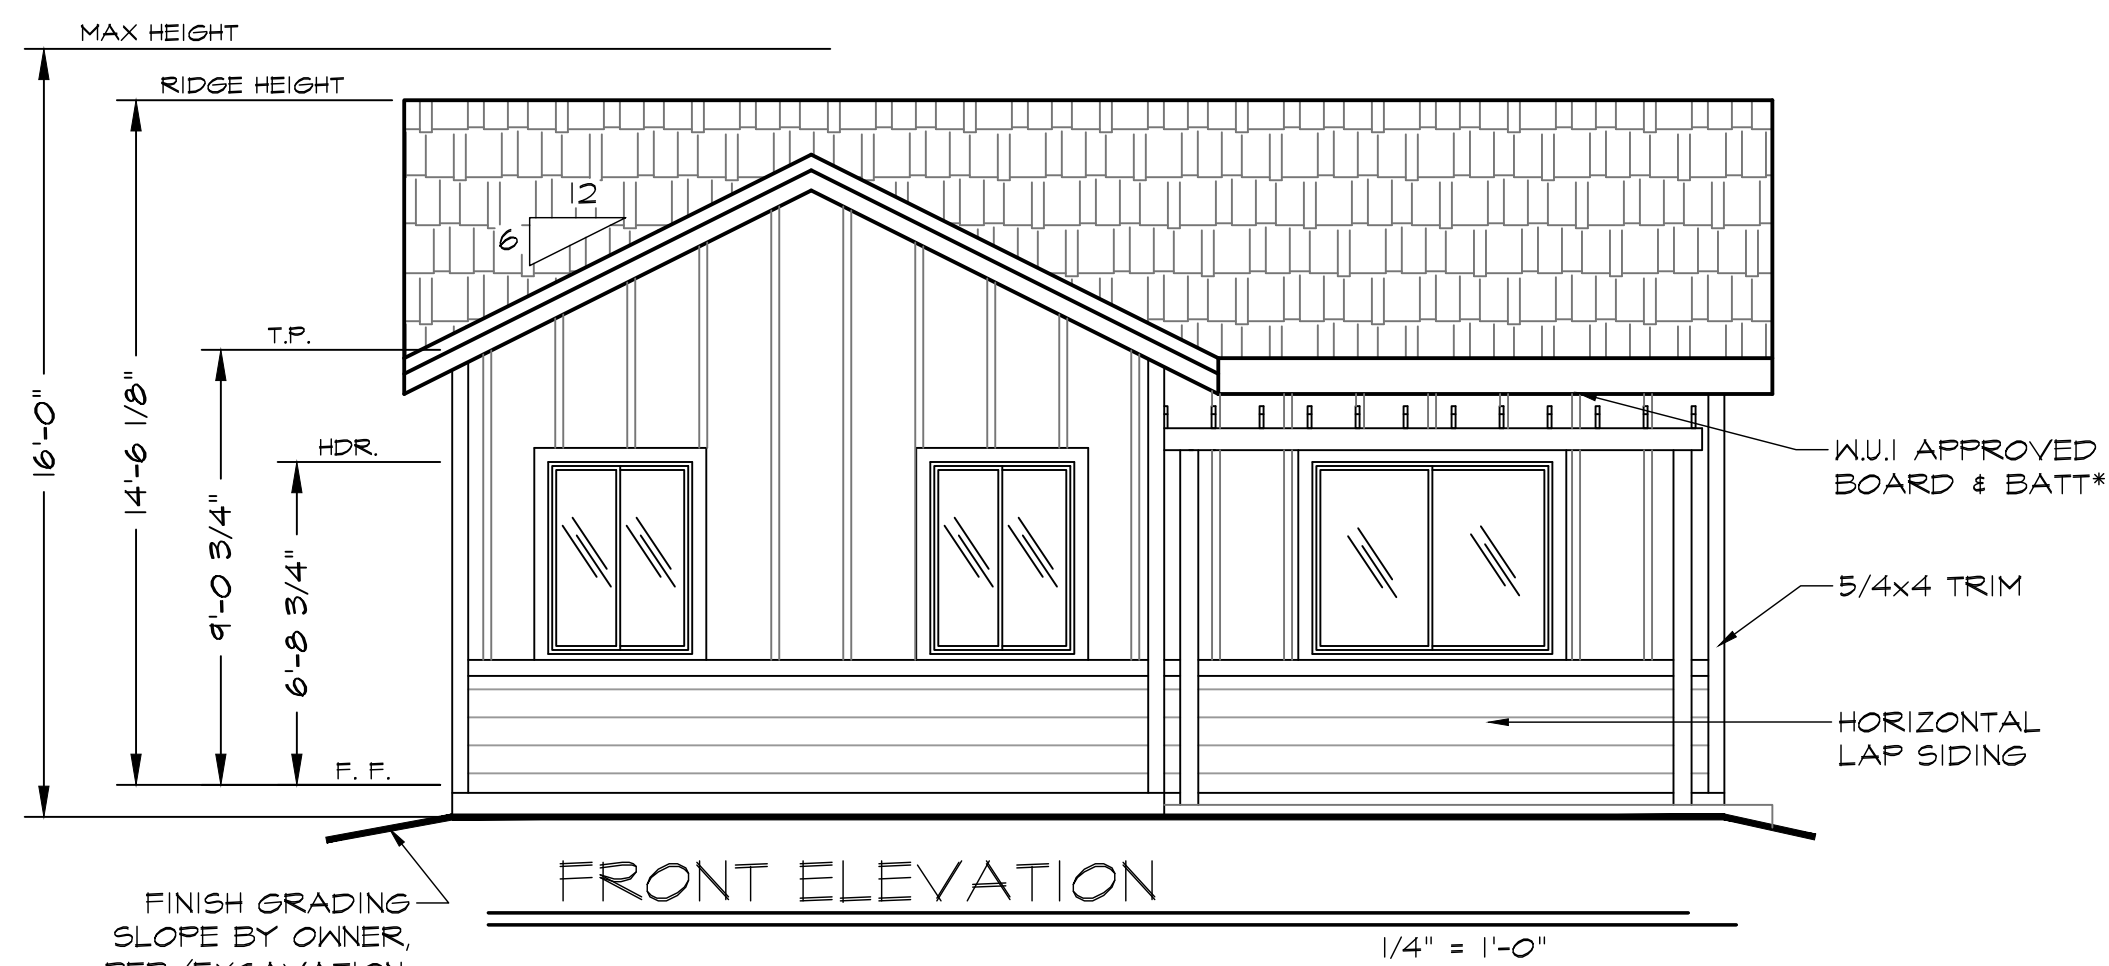 MAX HEIGHT
RIDGE HEIGHT
12
6
T.P.
HDR.
16'-0"
14'-6 1/8"
9'-0 3/4"
6'-8 3/4"
F. F.
W.U.I APPROVED
BOARD & BATT*
5/4x4 TRIM
HORIZONTAL
LAP SIDING
FRONT ELEVATION
1/4" = 1'-0"
FINISH GRADING
SLOPE BY OWNER,